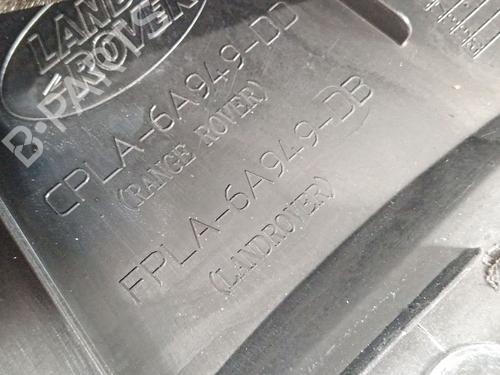 LAND
ROVER
B-PARTS
CPLA-6A949-DD
(RANGE ROVER)
FPLA-6A949-DB
(LANDROVER)